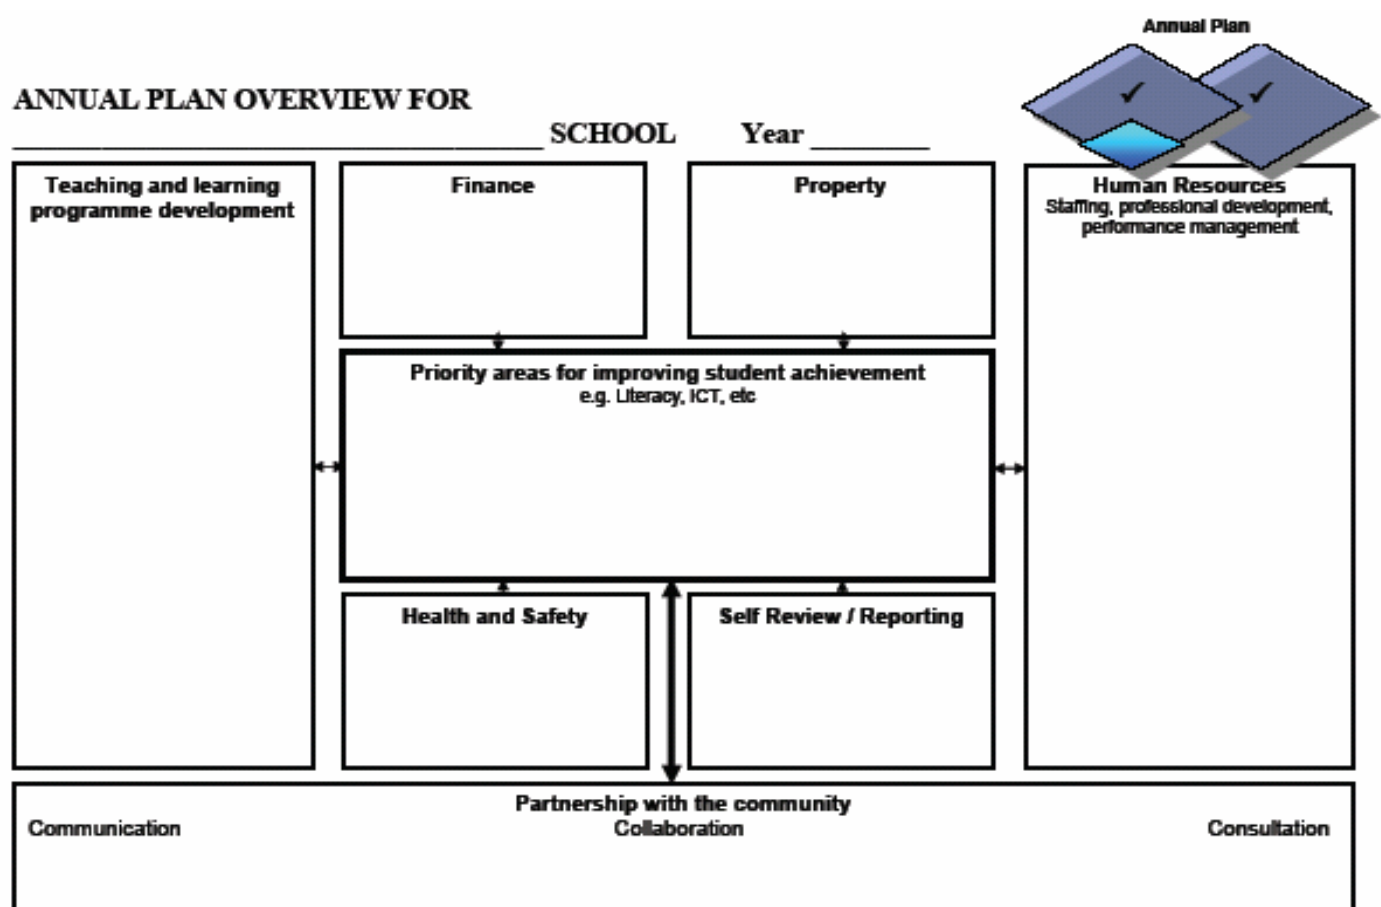 Annual Plan
ANNUAL PLAN OVERVIEW FOR
______________________________________ SCHOOL Year ________
Teaching and learning
programme development
Finance
Property
Human Resources
Staffing, professional development,
performance management
Priority areas for improving student achievement
e.g. Literacy, ICT, etc
Health and Safety
Self Review / Reporting
Partnership with the community
Communication
Collaboration
Consultation